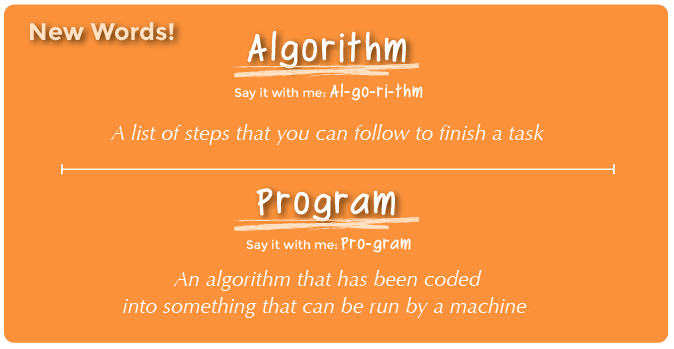 New Words!
Algorithm
Say it with me: Al-go-ri-thm
A list of steps that you can follow to finish a task
Program
Say it with me: Pro-gram
An algorithm that has been coded
into something that can be run by a machine